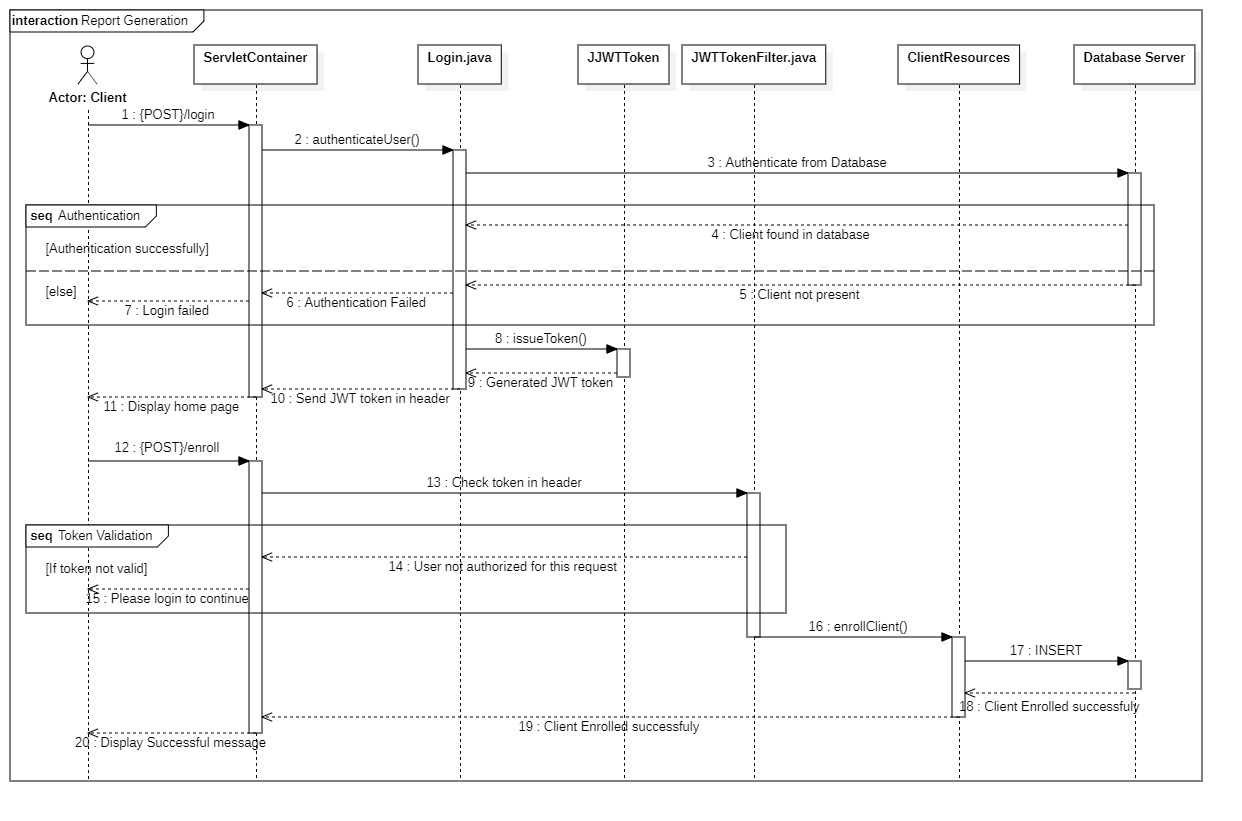 interaction Report Generation
ServletContainer
Login.java
JJWTToken
JWTTokenFilter.java
ClientResources
Database Server
Actor: Client
1 : {POST}/login
2 : authenticateUser()
3 : Authenticate from Database
seq Authentication
4 : Client found in database
[Authentication successfully]
[else]
5 : Client not present
6 : Authentication Failed
7 : Login failed
8 : issueToken()
9 : Generated JWT token
10 : Send JWT token in header
11 : Display home page
12 : {POST}/enroll
13 : Check token in header
seq Token Validation
14 : User not authorized for this request
[If token not valid]
15 : Please login to continue
16 : enrollClient()
17 : INSERT
18 : Client Enrolled successfuly
19 : Client Enrolled successfuly
20 : Display Successful message